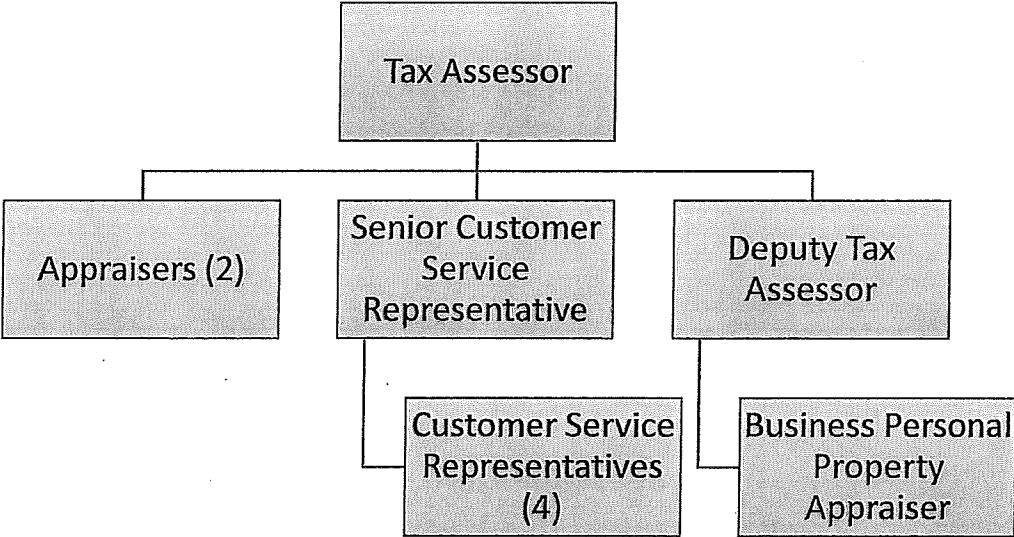 Tax Assessor
Appraisers (2)
Senior Customer
Service
Representative
Deputy Tax
Assessor
Customer Service
Representatives
(4)
Business Personal
Property
Appraiser